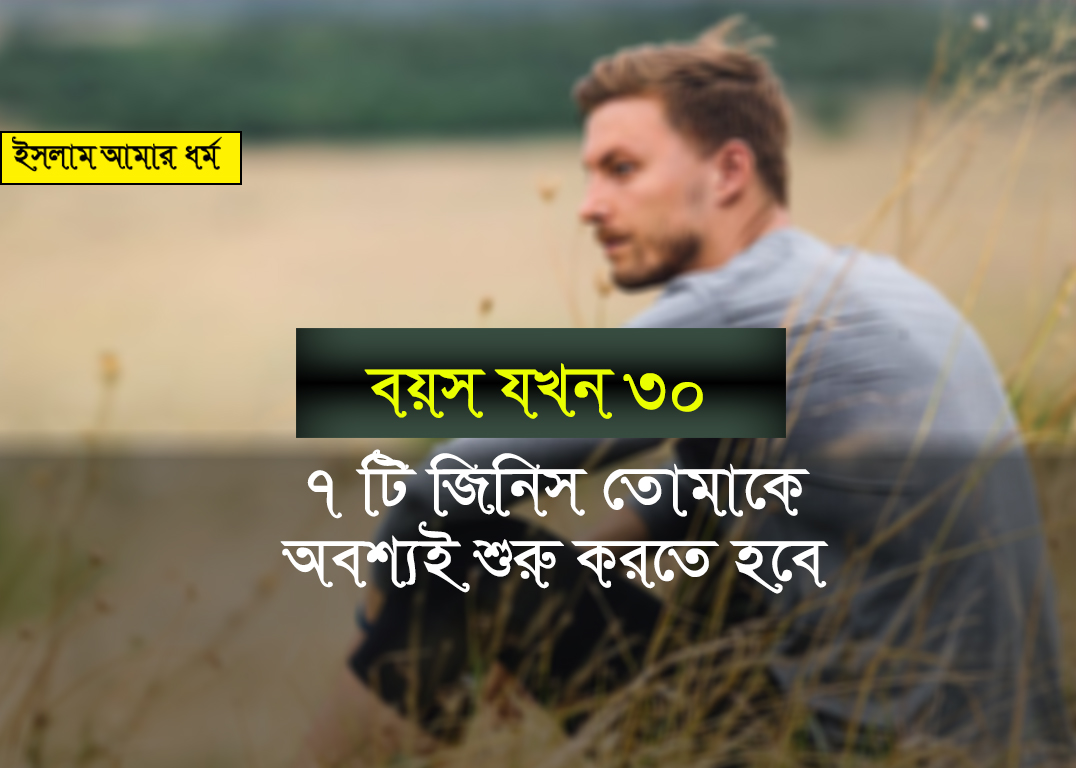 ইসলাম আমার ধর্ম
বয়স যখন ৩০
৭ টি জিনিস তোমাকে
অবশ্যই শুরু করতে হবে